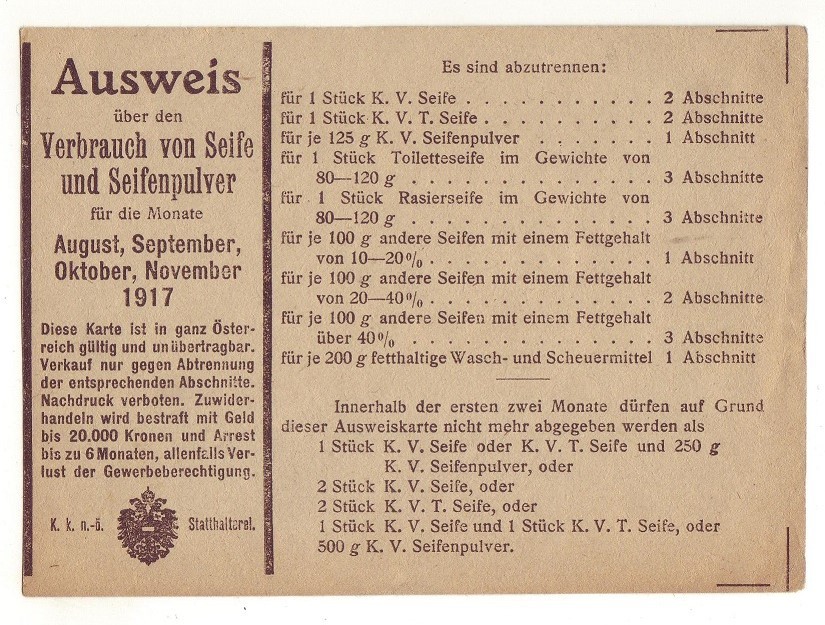 Ausweis
über den
Verbrauch von Seife
und Seifenpulver
für die Monate
August, September,
Oktober, November
1917
Diese Karte ist in ganz Öster-
reich gültig und unübertragbar.
Verkauf nur gegen Abtrennung
der entsprechenden Abschnitte.
Nachdruck verboten. Zuwider-
handeln wird bestraft mit Geld
bis 20.000 Kronen und Arrest
bis zu 6 Monaten, allenfalls Ver-
lust der Gewerbeberechtigung.
K. k. n.-ö. Statthalterei.
Es sind abzutrennen:
für 1 Stück K. V. Seife . . . . . . . . . . . 2 Abschnitte
für 1 Stück K. V. T. Seife . . . . . . . . . . 2 Abschnitte
für je 125 g K. V. Seifenpulver . . . . . . . 1 Abschnitt
für 1 Stück Toiletteseife im Gewichte von
80—120 g . . . . . . . . . . . . . . 3 Abschnitte
für 1 Stück Rasierseife im Gewichte von
80—120 g . . . . . . . . . . . . . . 3 Abschnitte
für je 100 g andere Seifen mit einem Fettgehalt
von 10—20% . . . . . . . . . . . . . 1 Abschnitt
für je 100 g andere Seifen mit einem Fettgehalt
von 20—40% . . . . . . . . . . . . . 2 Abschnitte
für je 100 g andere Seifen mit einem Fettgehalt
über 40% . . . . . . . . . . . . . . 3 Abschnitte
für je 200 g fetthaltige Wasch- und Scheuermittel 1 Abschnitt
Innerhalb der ersten zwei Monate dürfen auf Grund
dieser Ausweiskarte nicht mehr abgegeben werden als
1 Stück K. V. Seife oder K. V. T. Seife und 250 g
K. V. Seifenpulver, oder
2 Stück K. V. Seife, oder
2 Stück K. V. T. Seife, oder
1 Stück K. V. Seife und 1 Stück K. V. T. Seife, oder
500 g K. V. Seifenpulver.